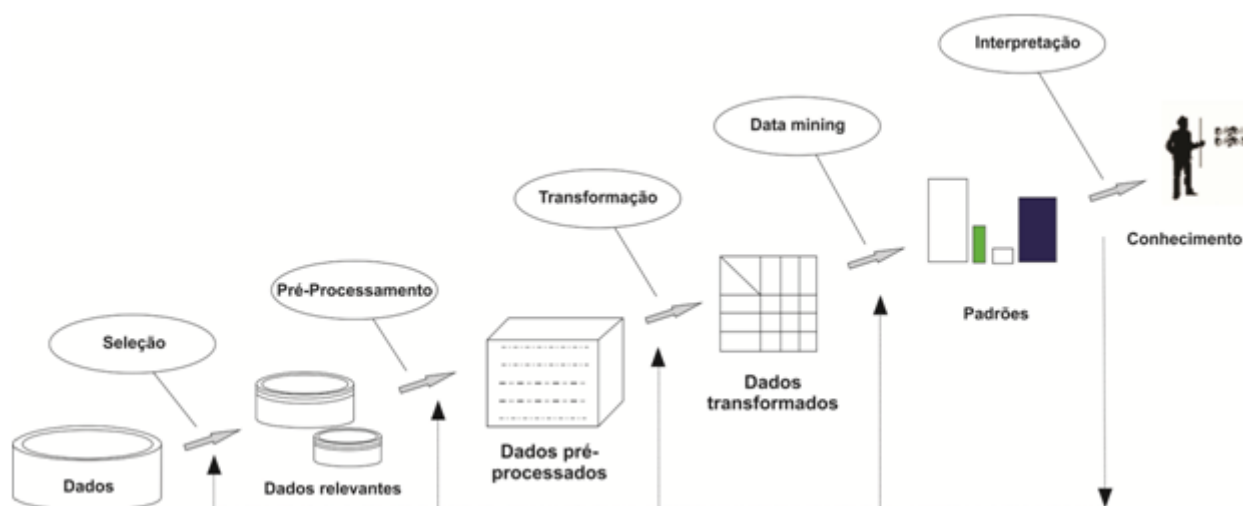 Interpretação
Data mining
Transformação
Pré-Processamento
Seleção
Conhecimento
Padrões
Dados
transformados
Dados pré-
processados
Dados relevantes
Dados